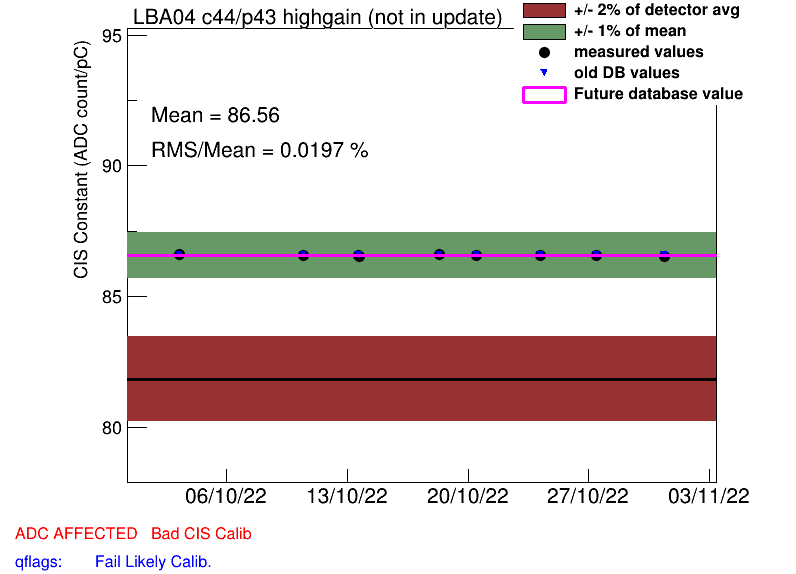 LBA04 c44/p43 highgain (not in update)
+/- 2% of detector avg
+/- 1% of mean
measured values
old DB values
Future database value
CIS Constant (ADC count/pC)
95
90
85
80
Mean = 86.56
RMS/Mean = 0.0197 %
06/10/22 13/10/22 20/10/22 27/10/22 03/11/22
ADC AFFECTED Bad CIS Calib
qflags: Fail Likely Calib.